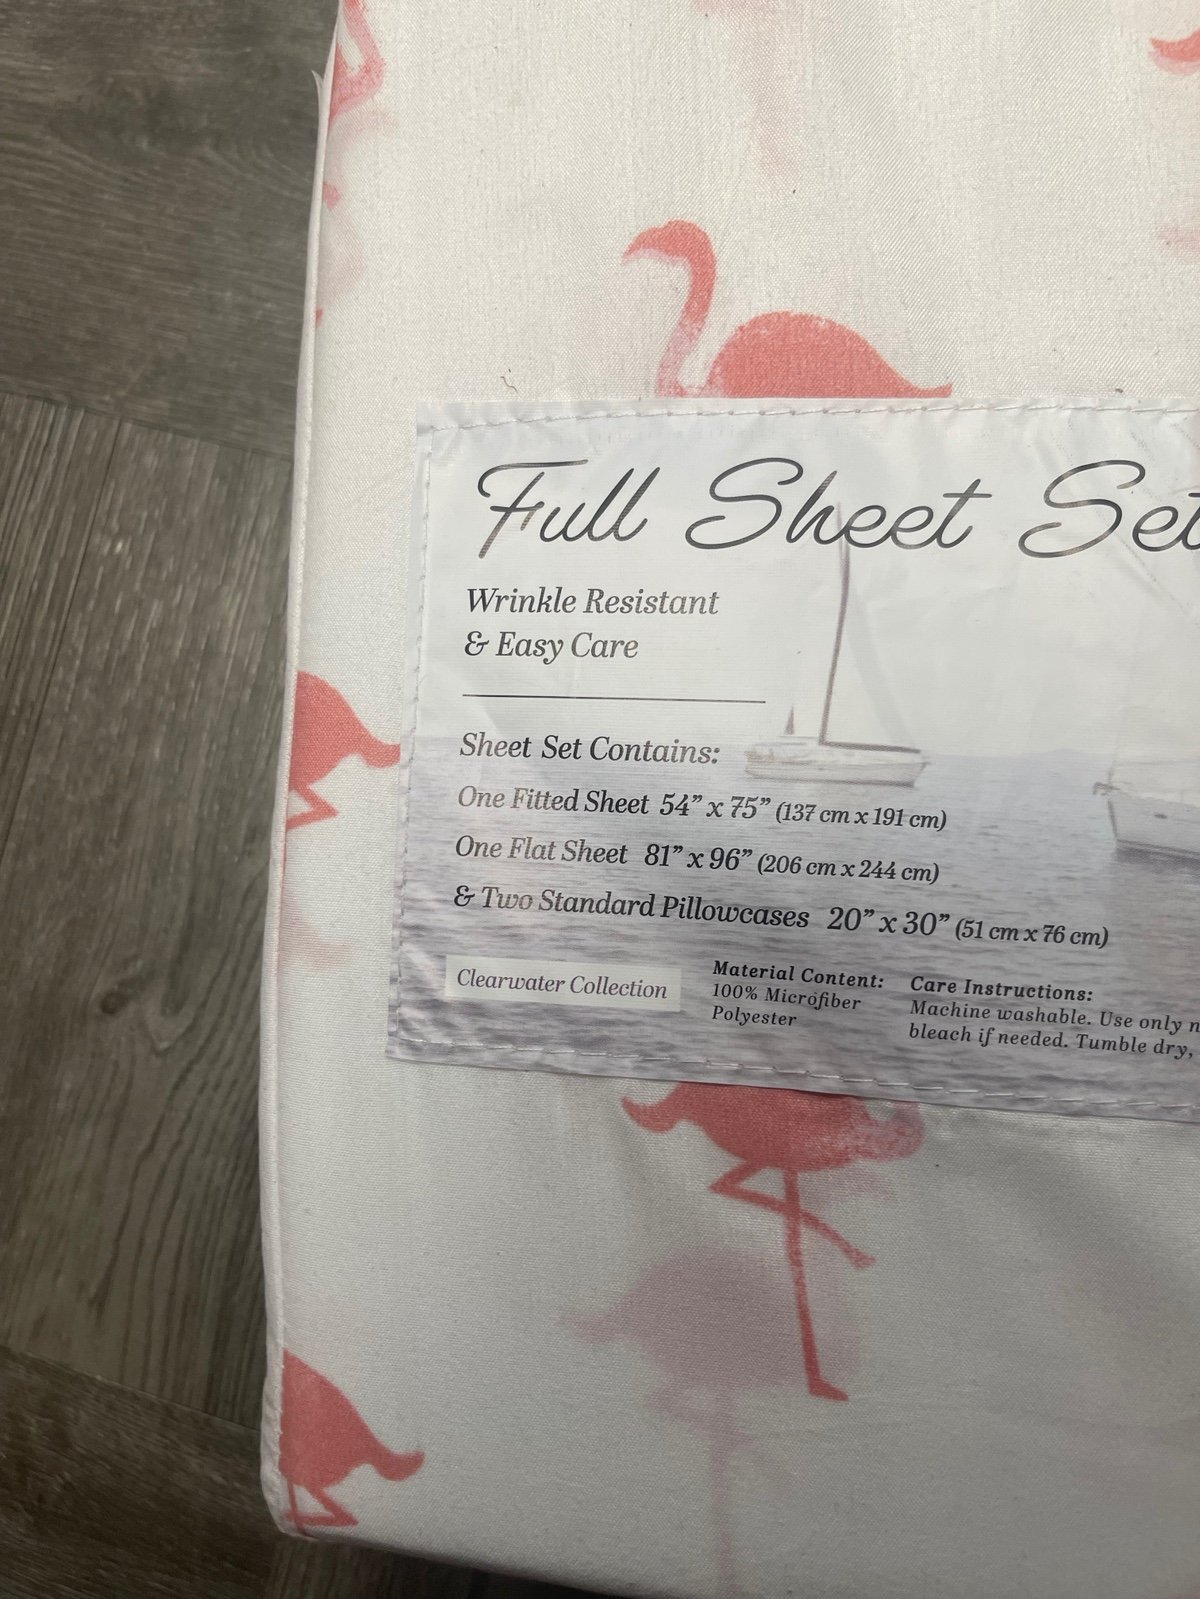 Full Sheet Set
Wrinkle Resistant
& Easy Care
Sheet Set Contains:
One Fitted Sheet 54” x 75” (137 cm x 191 cm)
One Flat Sheet 81” x 96” (206 cm x 244 cm)
& Two Standard Pillowcases 20” x 30” (51 cm x 76 cm)
Clearwater Collection
Material Content:
100% Microfiber
Polyester
Care Instructions:
Machine washable. Use only
bleach if needed. Tumble dry,